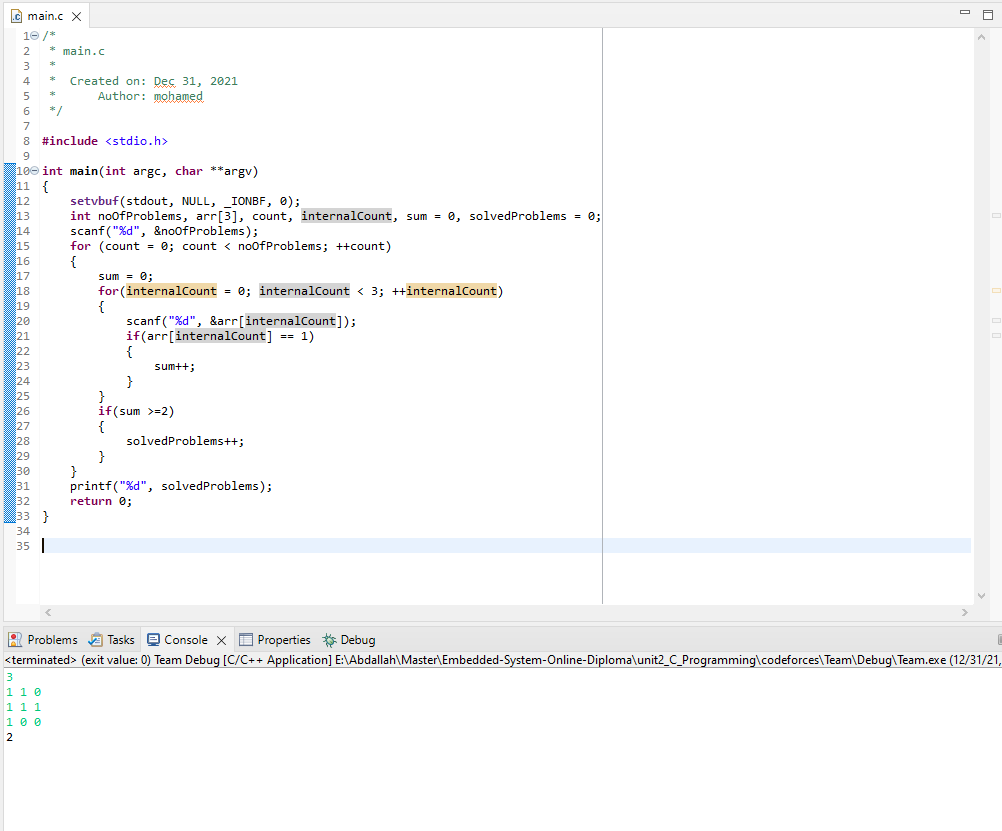 main.c
1 /*
2  * main.c
3  *
4  *  Created on: Dec 31, 2021
5  *      Author: mohamed
6  */
7
8 #include <stdio.h>
9
10 int main(int argc, char **argv)
11 {
12     setvbuf(stdout, NULL, _IONBF, 0);
13     int noOfProblems, arr[3], count, internalCount, sum = 0, solvedProblems = 0;
14     scanf("%d", &noOfProblems);
15     for (count = 0; count < noOfProblems; ++count)
16     {
17         sum = 0;
18         for(internalCount = 0; internalCount < 3; ++internalCount)
19         {
20             scanf("%d", &arr[internalCount]);
21             if(arr[internalCount] == 1)
22             {
23                 sum++;
24             }
25         }
26         if(sum >=2)
27         {
28             solvedProblems++;
29         }
30     }
31     printf("%d", solvedProblems);
32     return 0;
33 }
34
35
Problems Tasks Console Properties Debug
<terminated> (exit value: 0) Team Debug [C/C++ Application] E:\Abdallah\Master\Embedded-System-Online-Diploma\unit2_C_Programming\codeforces\Team\Debug\Team.exe (12/31/21,
3
1 1 0
1 1 1
1 0 0
2